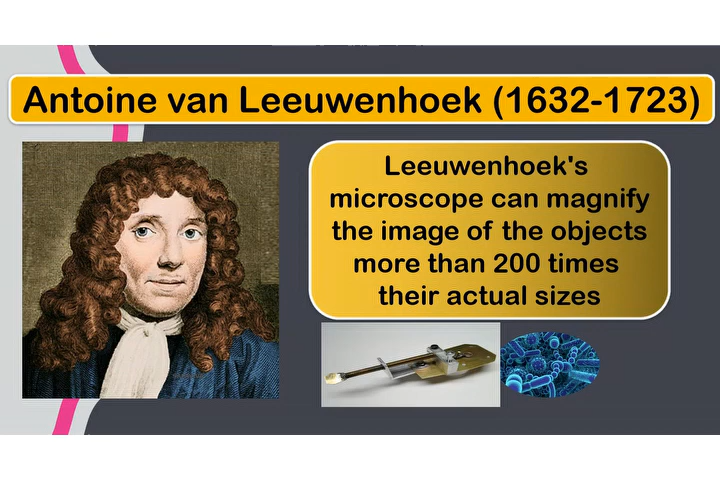 Antoine van Leeuwenhoek (1632-1723)
Leeuwenhoek's
microscope can magnify
the image of the objects
more than 200 times
their actual sizes